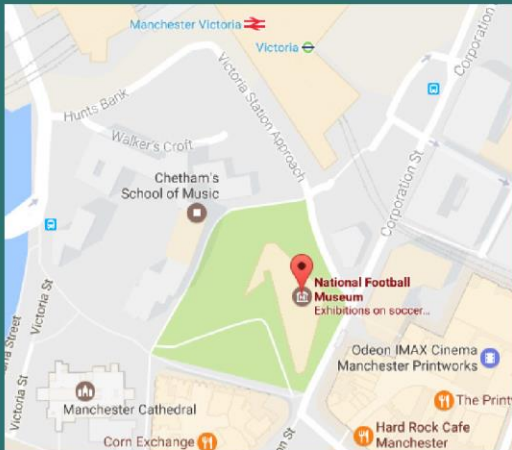 Manchester Victoria
Victoria
Corporation
Hunts Bank
Victoria Station Approach
Walker's Croft
Chetham's
School of Music
Corporation St
National Football
Museum
Exhibitions on soccer...
Victoria St
Odeon IMAX Cinema
Manchester Printworks
Victoria St
Manchester Cathedral
The Print
Hard Rock Cafe
Manchester
Corn Exchange